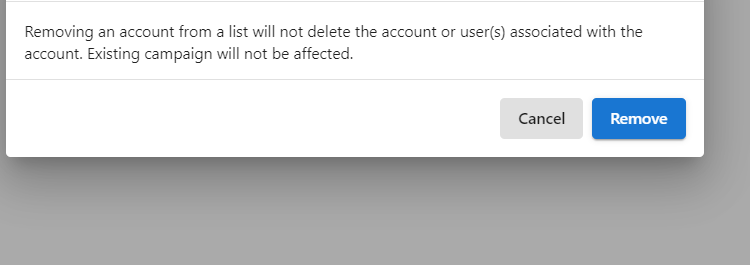 Removing an account from a list will not delete the account or user(s) associated with the
account. Existing campaign will not be affected.
Cancel
Remove